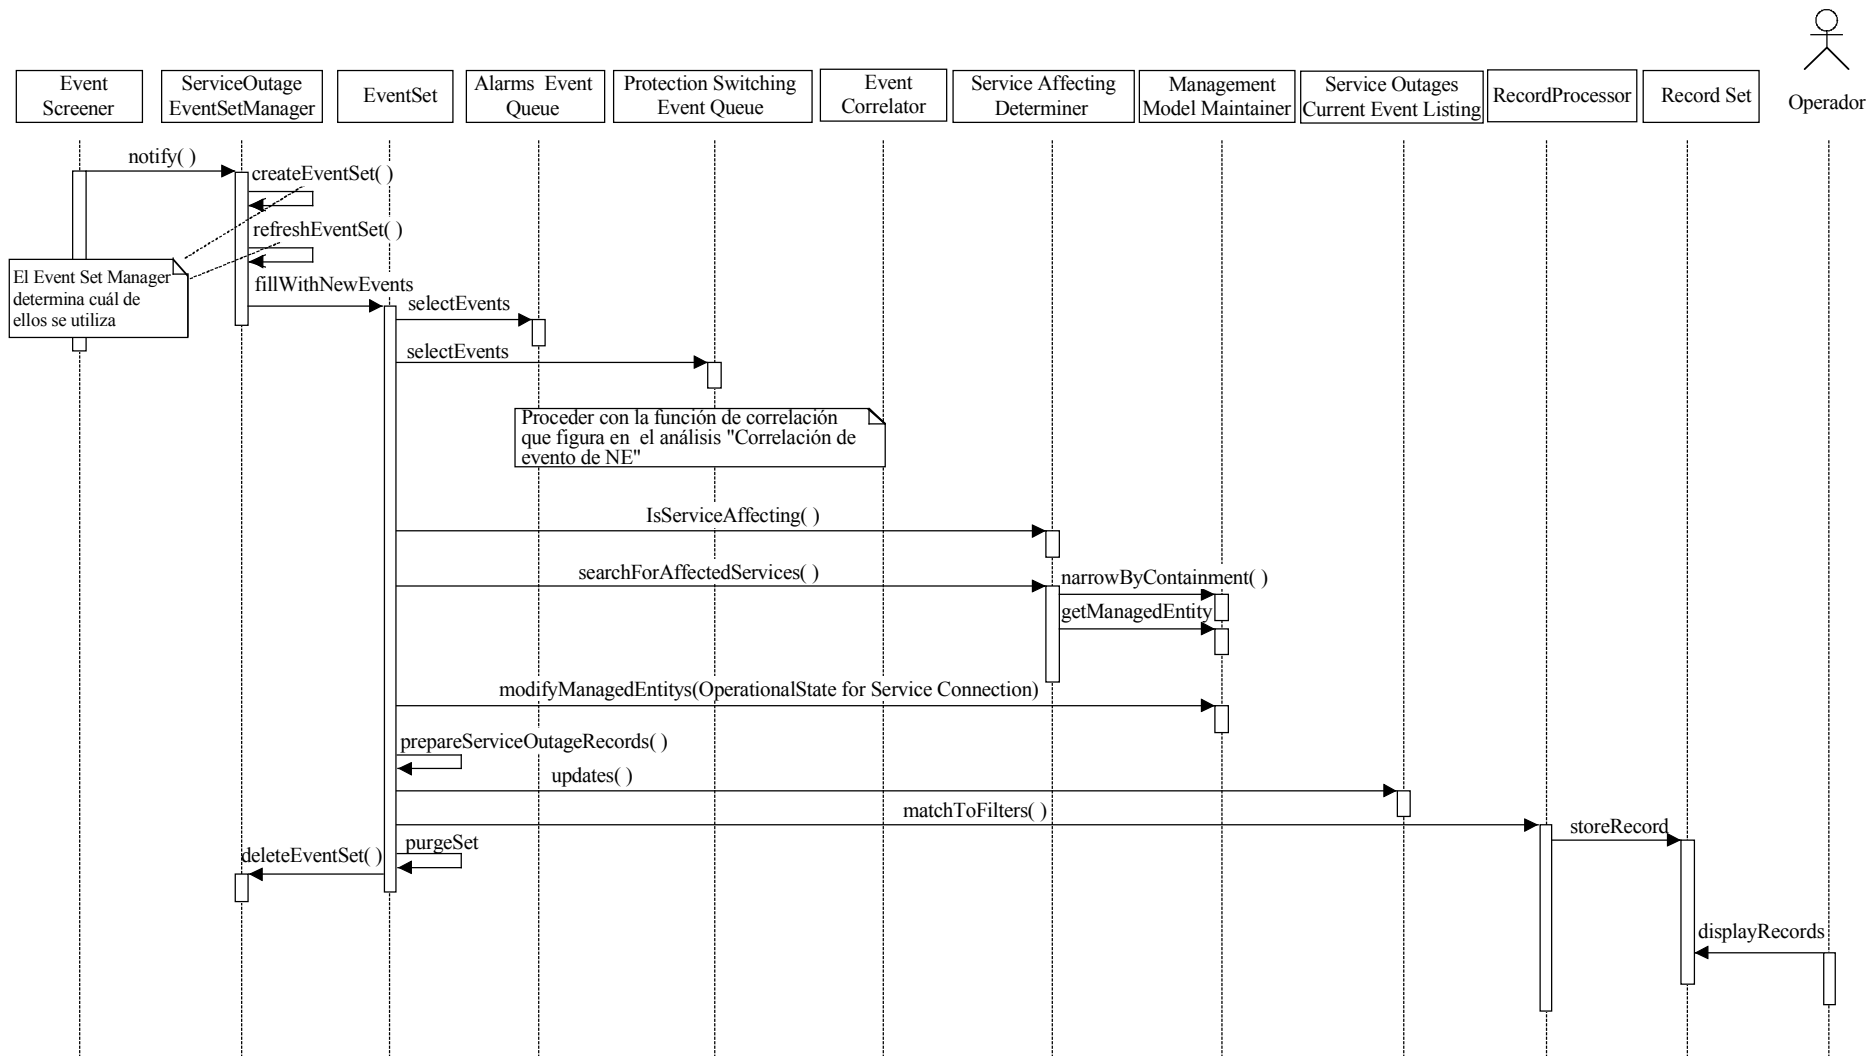 Event
Screener
ServiceOutage
EventSetManager
EventSet
Alarms Event
Queue
Protection Switching
Event Queue
Event
Correlator
Service Affecting
Determiner
Management
Model Maintainer
Service Outages
Current Event Listing
RecordProcessor
Record Set
Operador
notify( )
createEventSet( )
refreshEventSet( )
El Event Set Manager
determina cuál de
ellos se utiliza
fillWithNewEvents
selectEvents
selectEvents
Proceder con la función de correlación
que figura en el análisis "Correlación de
evento de NE"
IsServiceAffecting( )
searchForAffectedServices( )
narrowByContainment( )
getManagedEntity
modifyManagedEntitys(OperationalState for Service Connection)
prepareServiceOutageRecords( )
updates( )
matchToFilters( )
storeRecord
purgeSet
deleteEventSet( )
displayRecords